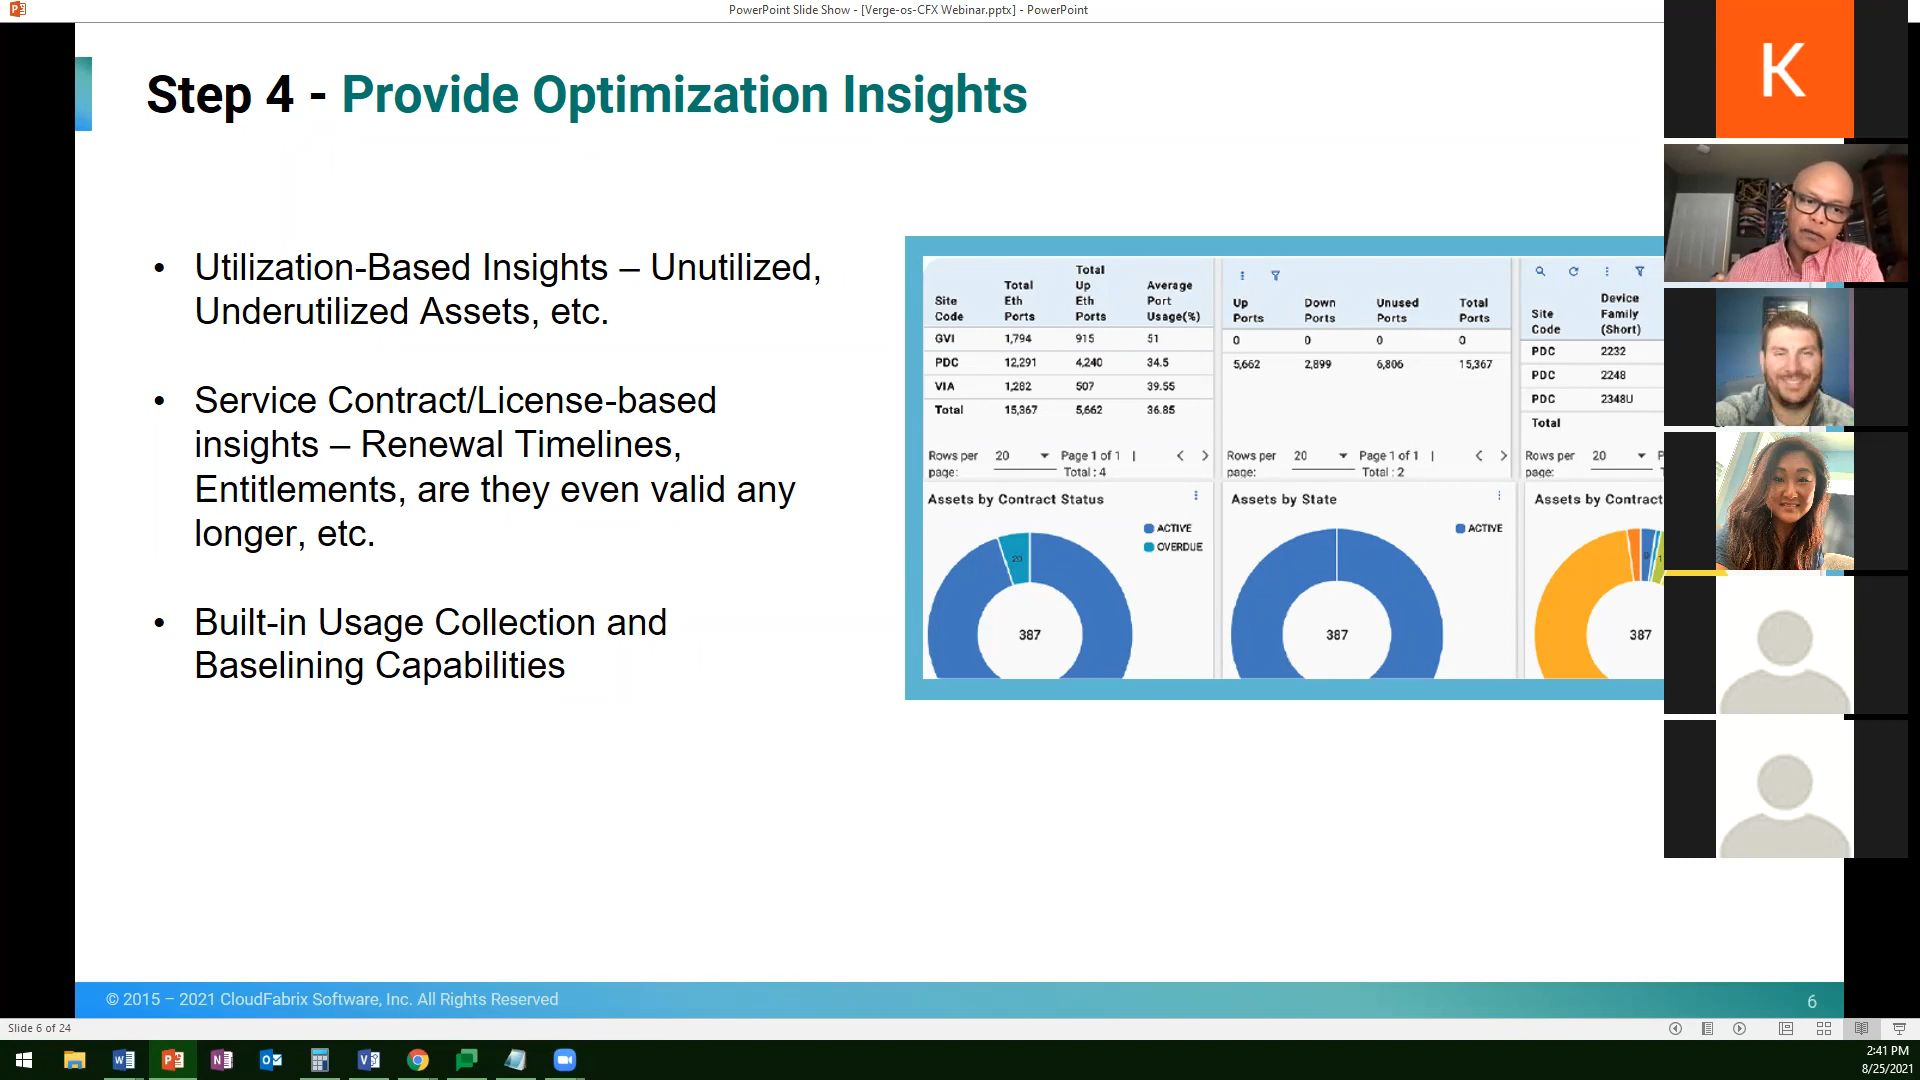 PowerPoint Slide Show - [Verge-os-CFX Webinar.pptx] - PowerPoint
K
Step 4 - Provide Optimization Insights
• Utilization-Based Insights – Unutilized,
Underutilized Assets, etc.
• Service Contract/License-based
insights – Renewal Timelines,
Entitlements, are they even valid any
longer, etc.
• Built-in Usage Collection and
Baselining Capabilities
Site Code Total Eth Ports Total Up Eth Ports Average Port Usage(%)
GVI 1,794 915 51
PDC 12,291 4,240 34.5
VIA 1,282 507 39.55
Total 15,367 5,662 36.85
Rows per page: 20 Page 1 of 1 Total : 4
Up Ports Down Ports Unused Ports Total Ports
0 0 0 0
5,662 2,899 6,806 15,367
Rows per page: 20 Page 1 of 1 Total : 2
Site Code Device Family (Short)
PDC 2232
PDC 2248
PDC 2348U
Total
Rows per page: 20
Assets by Contract Status
ACTIVE
OVERDUE
20
387
Assets by State
ACTIVE
387
Assets by Contract
387
© 2015 – 2021 CloudFabrix Software, Inc. All Rights Reserved
6
Slide 6 of 24
2:41 PM
8/25/2021